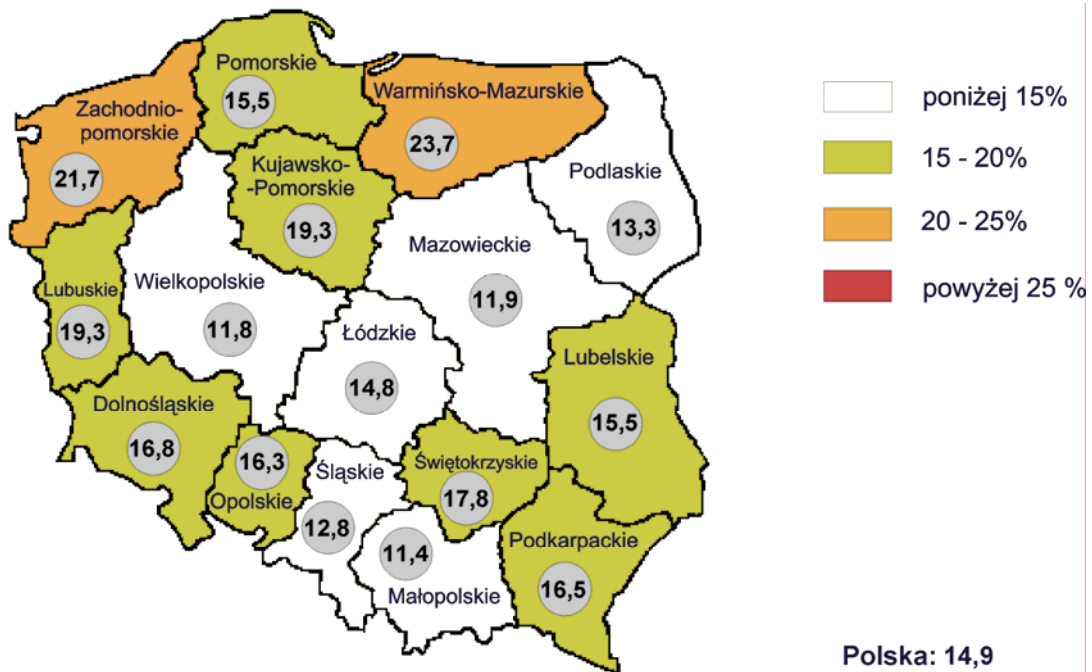 Pomorskie
15,5
Warmińsko-Mazurskie
23,7
Zachodnio-
pomorskie
21,7
Kujawsko-
-Pomorskie
19,3
Podlaskie
13,3
Mazowieckie
11,9
Wielkopolskie
11,8
Lubuskie
19,3
Łódzkie
14,8
Lubelskie
15,5
Dolnośląskie
16,8
16,3
Opolskie
Śląskie
12,8
Świętokrzyskie
17,8
11,4
Małopolskie
Podkarpackie
16,5
poniżej 15%
15 - 20%
20 - 25%
powyżej 25 %
Polska: 14,9